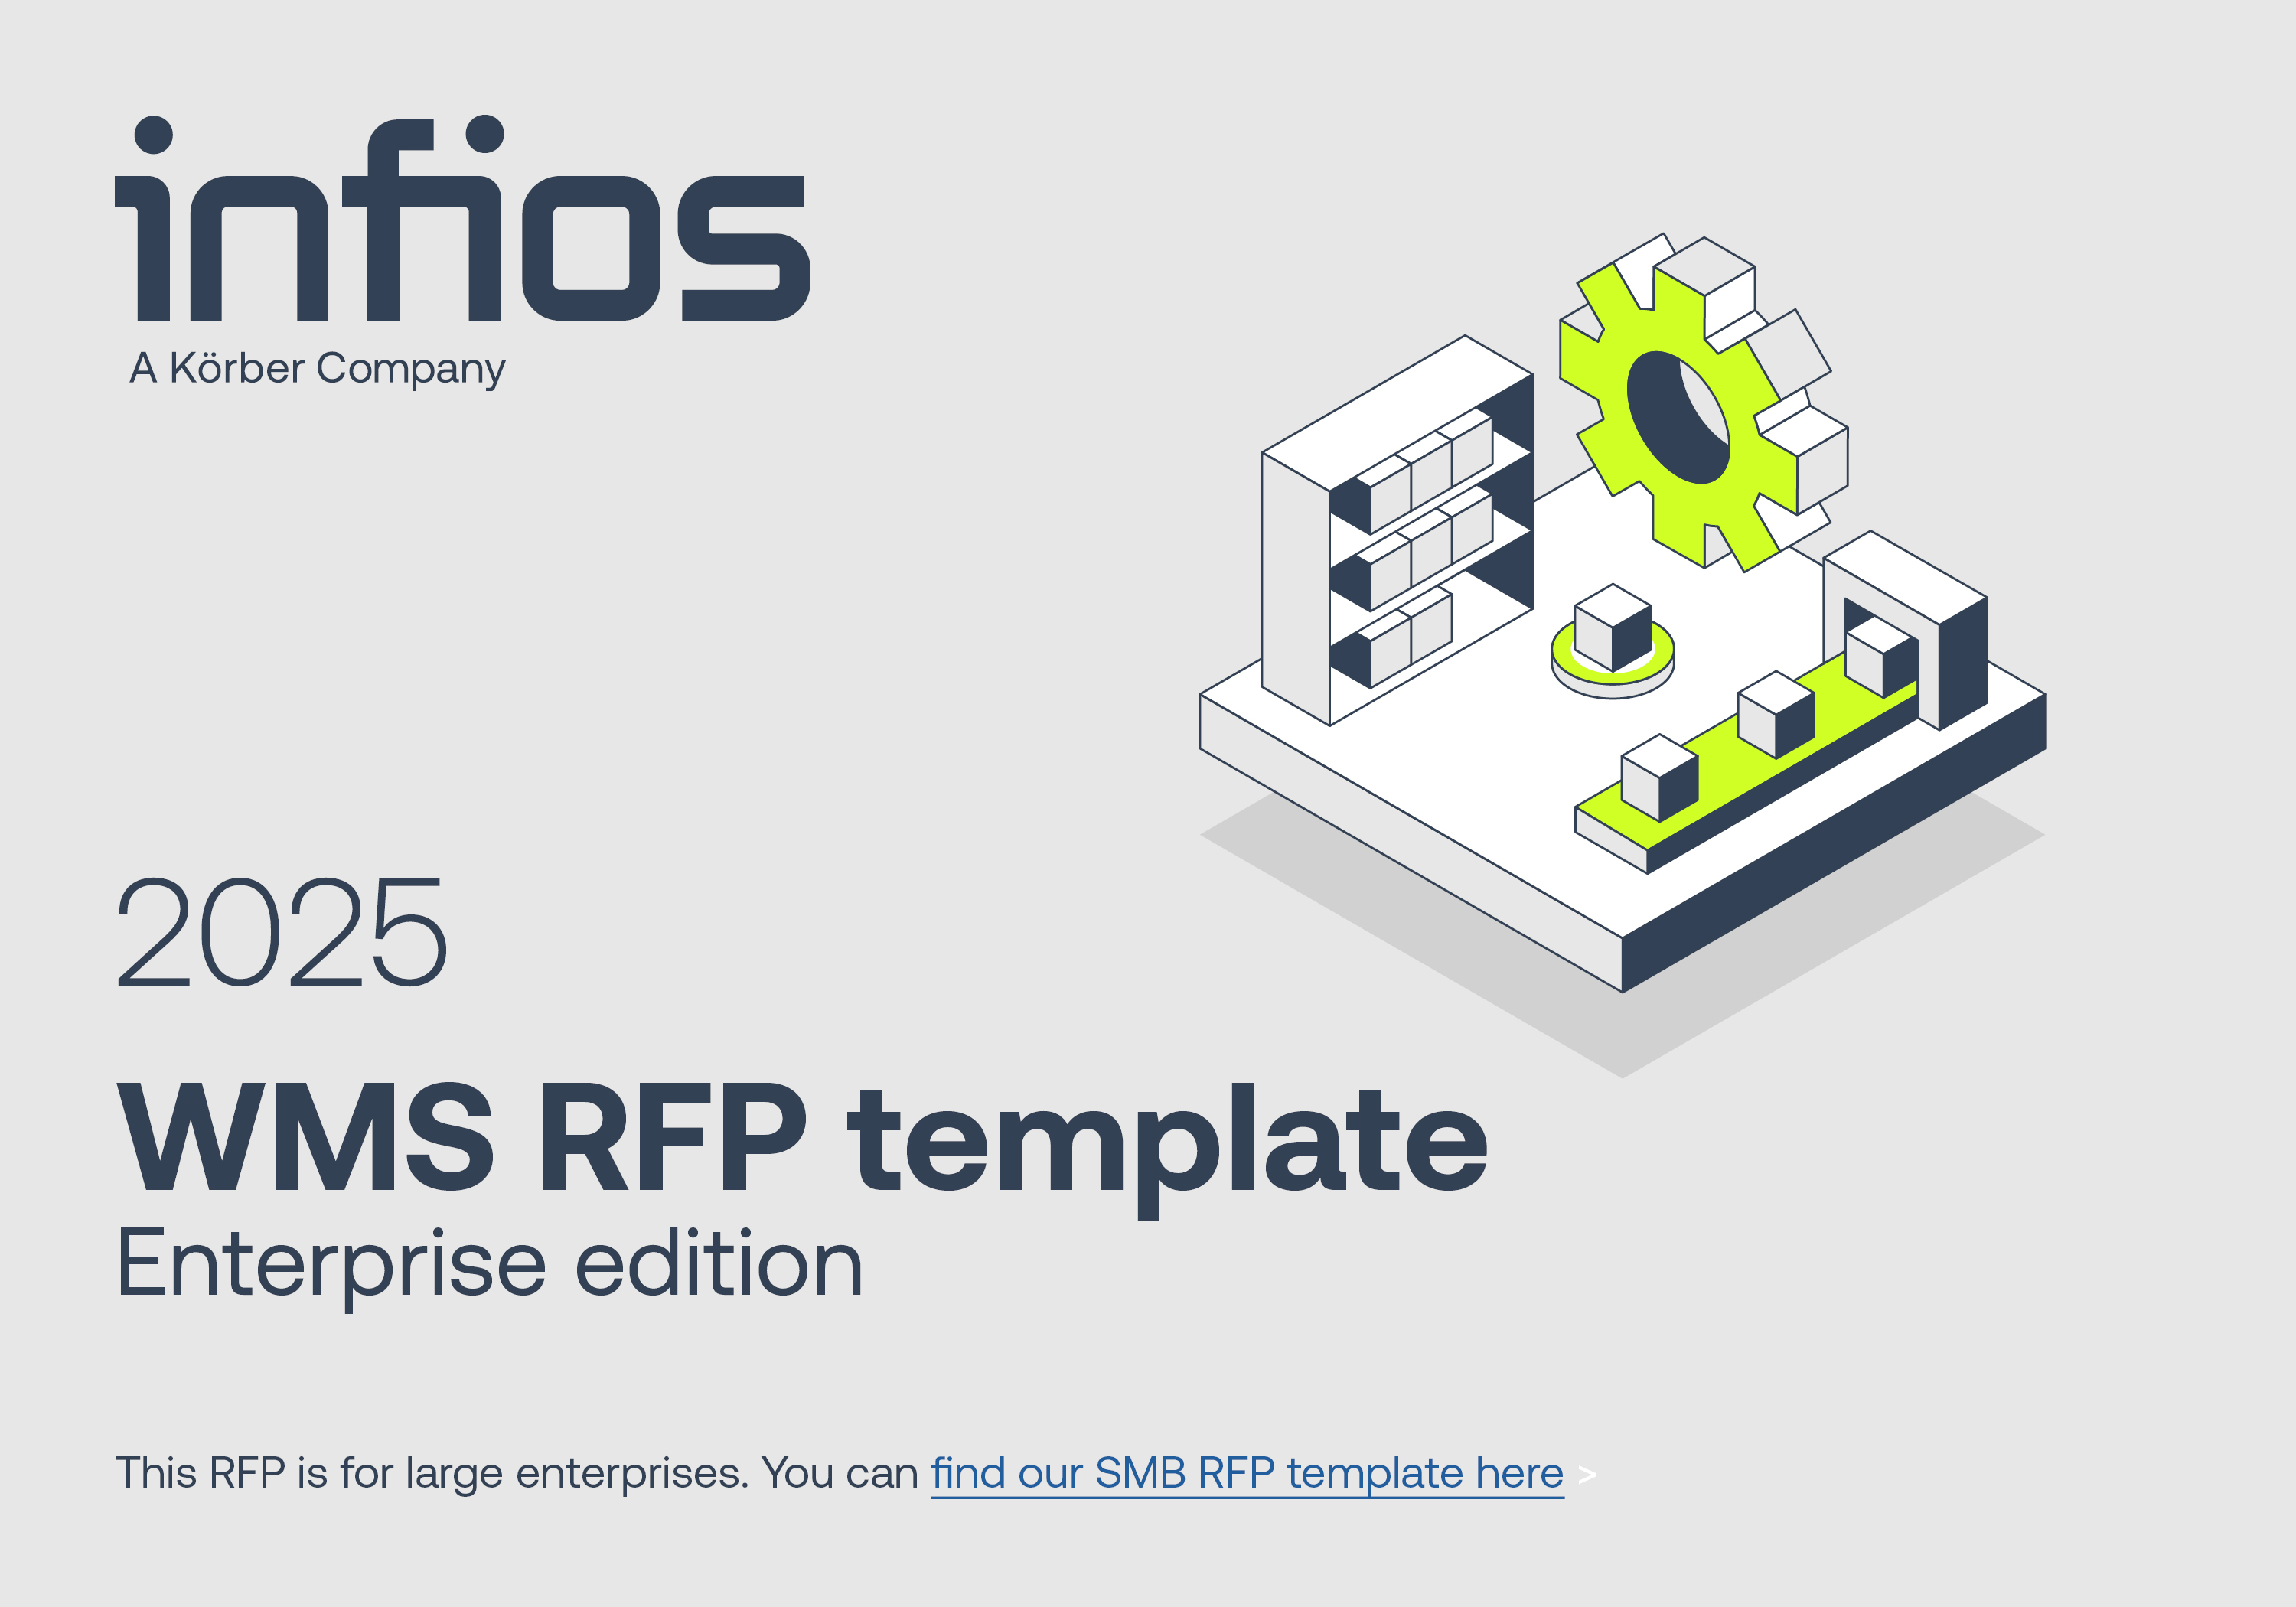 infios
A Körber Company
2025
WMS RFP template
Enterprise edition
This RFP is for large enterprises. You can find our SMB RFP template here >